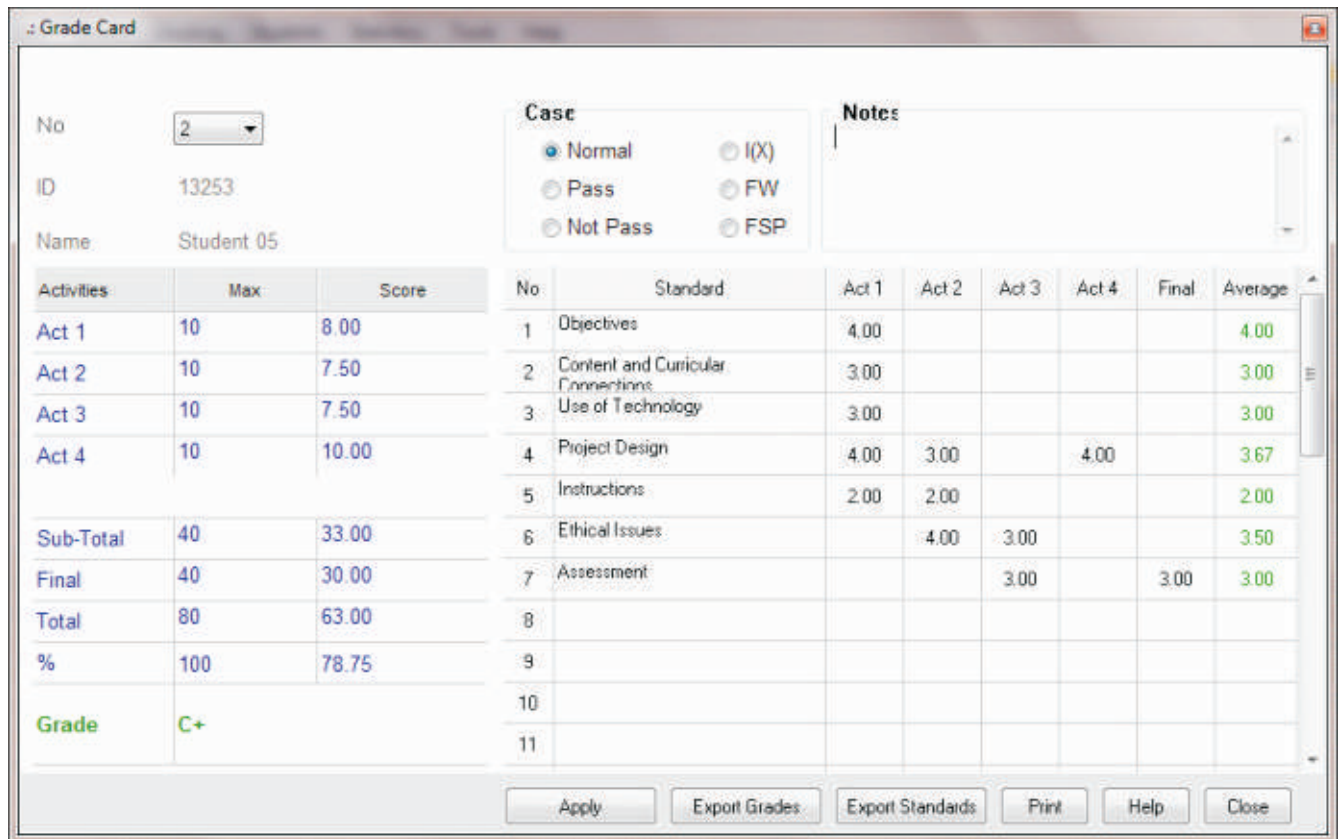 .: Grade Card
No 2
ID 13253
Name Student 05
Case
Normal I(X)
Pass FW
Not Pass FSP
Notes
Activities Max Score
Act 1 10 8.00
Act 2 10 7.50
Act 3 10 7.50
Act 4 10 10.00
Sub-Total 40 33.00
Final 40 30.00
Total 80 63.00
% 100 78.75
Grade C+
No Standard Act 1 Act 2 Act 3 Act 4 Final Average
1 Objectives 4.00 4.00
2 Content and Curricular
Connections 3.00 3.00
3 Use of Technology 3.00 3.00
4 Project Design 4.00 3.00 4.00 3.67
5 Instructions 2.00 2.00 2.00
6 Ethical Issues 4.00 3.00 3.50
7 Assessment 3.00 3.00 3.00
8
9
10
11
Apply Export Grades Export Standards Print Help Close